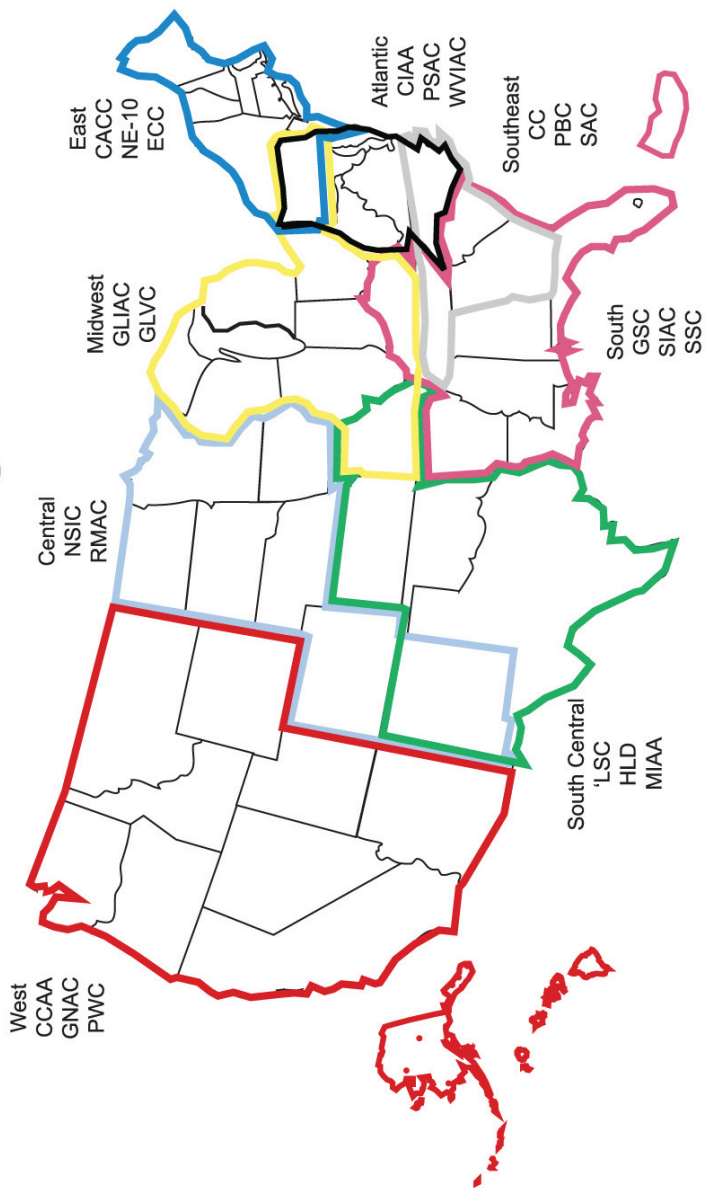 West
CCAA
GNAC
PWC
Central
NSIC
RMAC
Midwest
GLIAC
GLVC
East
CACC
NE-10
ECC
Atlantic
CIAA
PSAC
WVIAC
Southeast
CC
PBC
SAC
South
GSC
SIAC
SSC
South Central
'LSC
HLD
MIAA